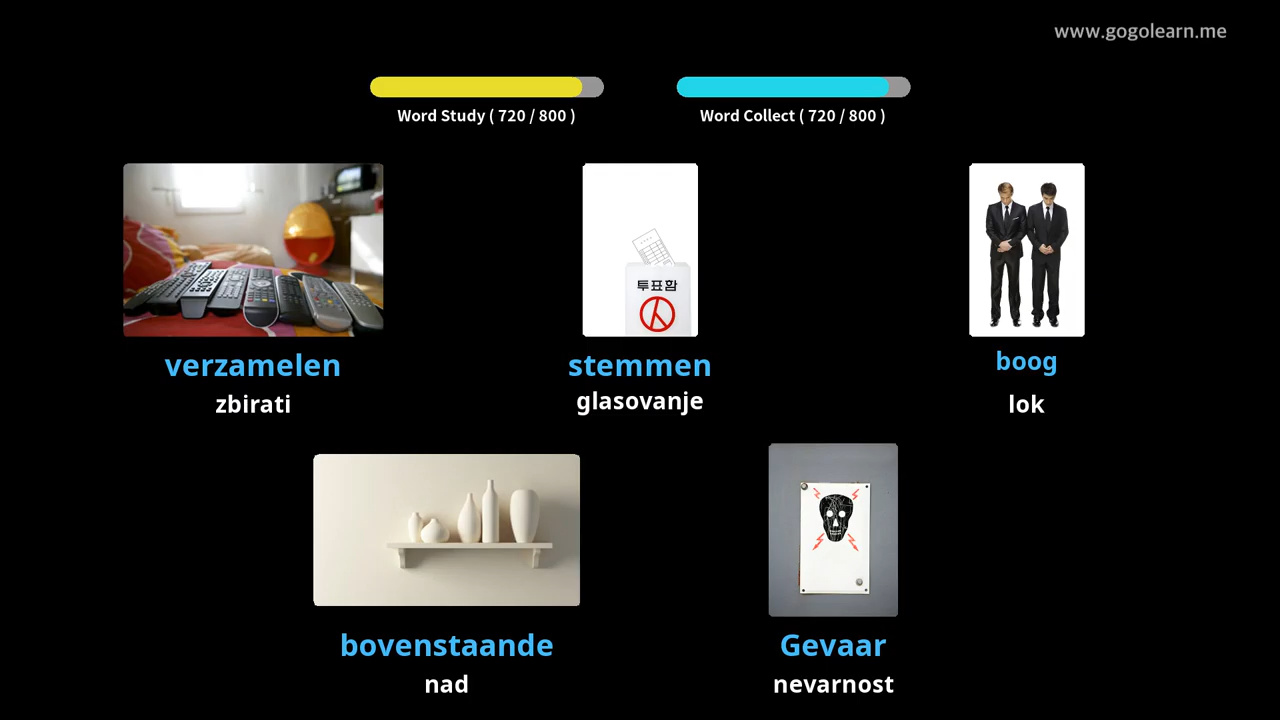 www.gogolearn.me
Word Study ( 720 / 800 )
Word Collect ( 720 / 800 )
투표함
verzamelen
stemmen
boog
zbirati
glasovanje
lok
bovenstaande
Gevaar
nad
nevarnost